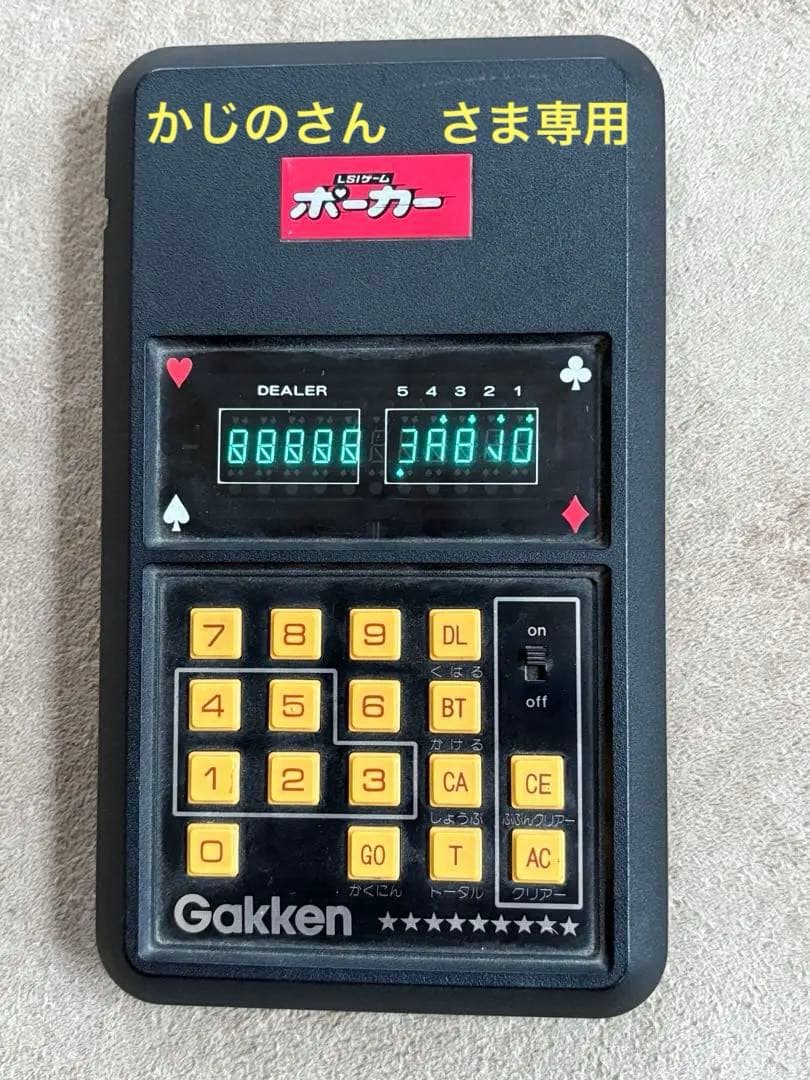 かじのさん さま専用
LSIゲーム
ポーカー
DEALER 5 4 3 2 1
7 8 9 DL on
くばる
4 5 6 BT off
かける
1 2 3 CA CE
しょうぶ ぶぶんクリアー
0 GO T AC
かくにん トータル クリアー
Gakken ★★★★★★★★★